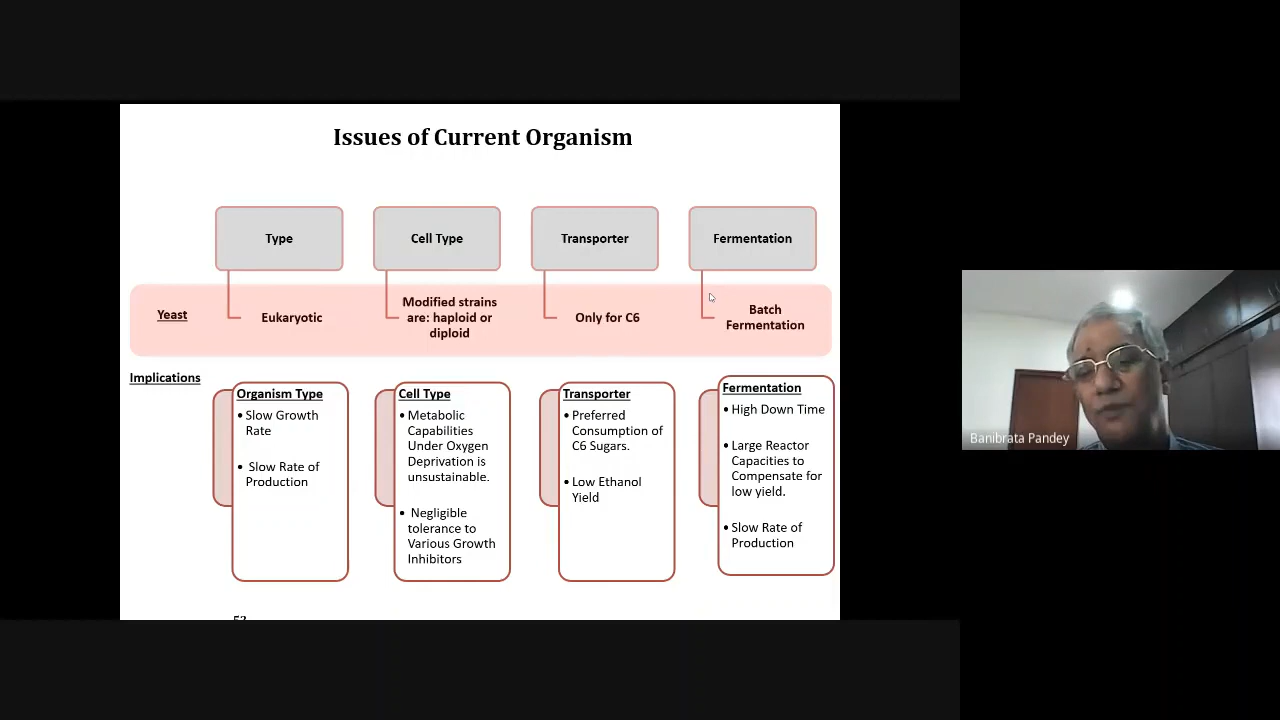 Issues of Current Organism
Type
Cell Type
Transporter
Fermentation
Yeast
Eukaryotic
Modified strains
are: haploid or
diploid
Only for C6
Batch
Fermentation
Implications
Organism Type
• Slow Growth
Rate
• Slow Rate of
Production
Cell Type
• Metabolic
Capabilities
Under Oxygen
Deprivation is
unsustainable.
• Negligible
tolerance to
Various Growth
Inhibitors
Transporter
• Preferred
Consumption of
C6 Sugars.
• Low Ethanol
Yield
Fermentation
• High Down Time
• Large Reactor
Capacities to
Compensate for
low yield.
• Slow Rate of
Production
Banibrata Pandey